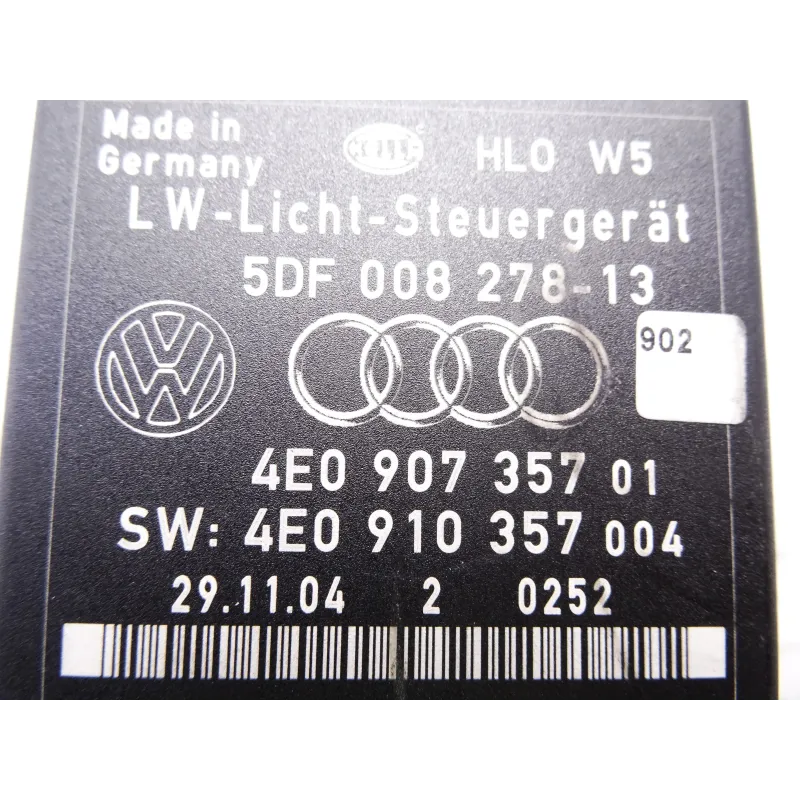 Made in
Germany
HELLA HLO W5
LW-Licht-Steuergerät
5DF 008 278-13
902
4E0 907 357 01
SW: 4E0 910 357 004
29.11.04 2 0252